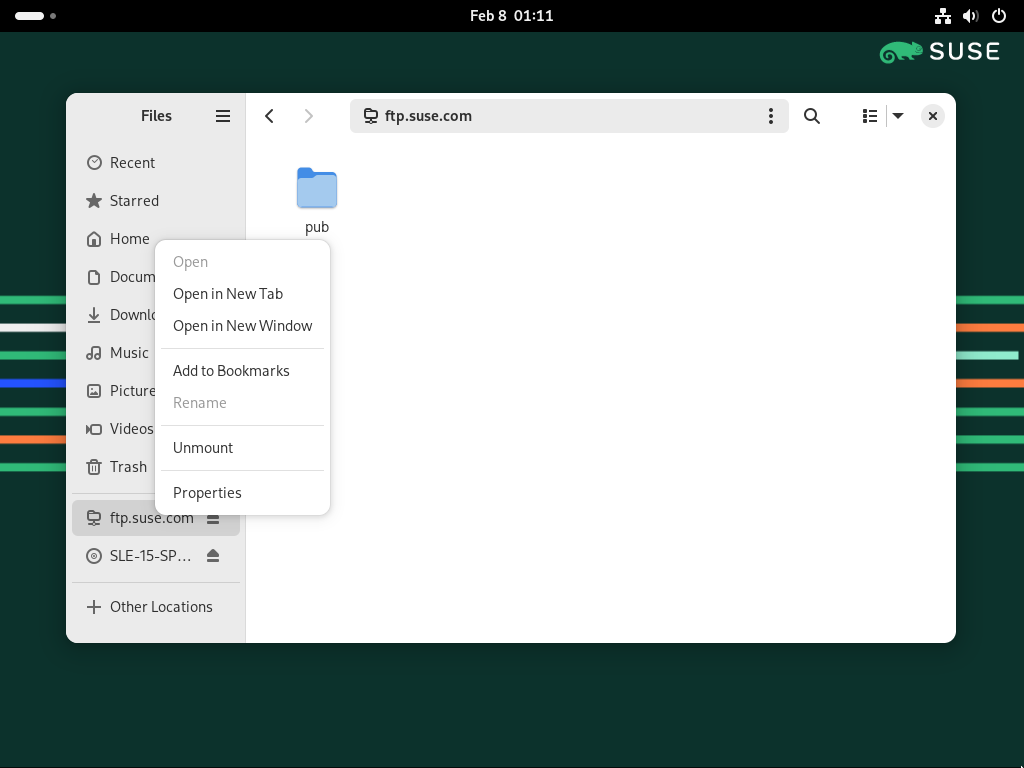 Feb 8 01:11
SUSE
Files
ftp.suse.com
Recent
Starred
Home
Docum
Downlo
Music
Picture
Videos
Trash
ftp.suse.com
SLE-15-SP…
Other Locations
pub
Open
Open in New Tab
Open in New Window
Add to Bookmarks
Rename
Unmount
Properties